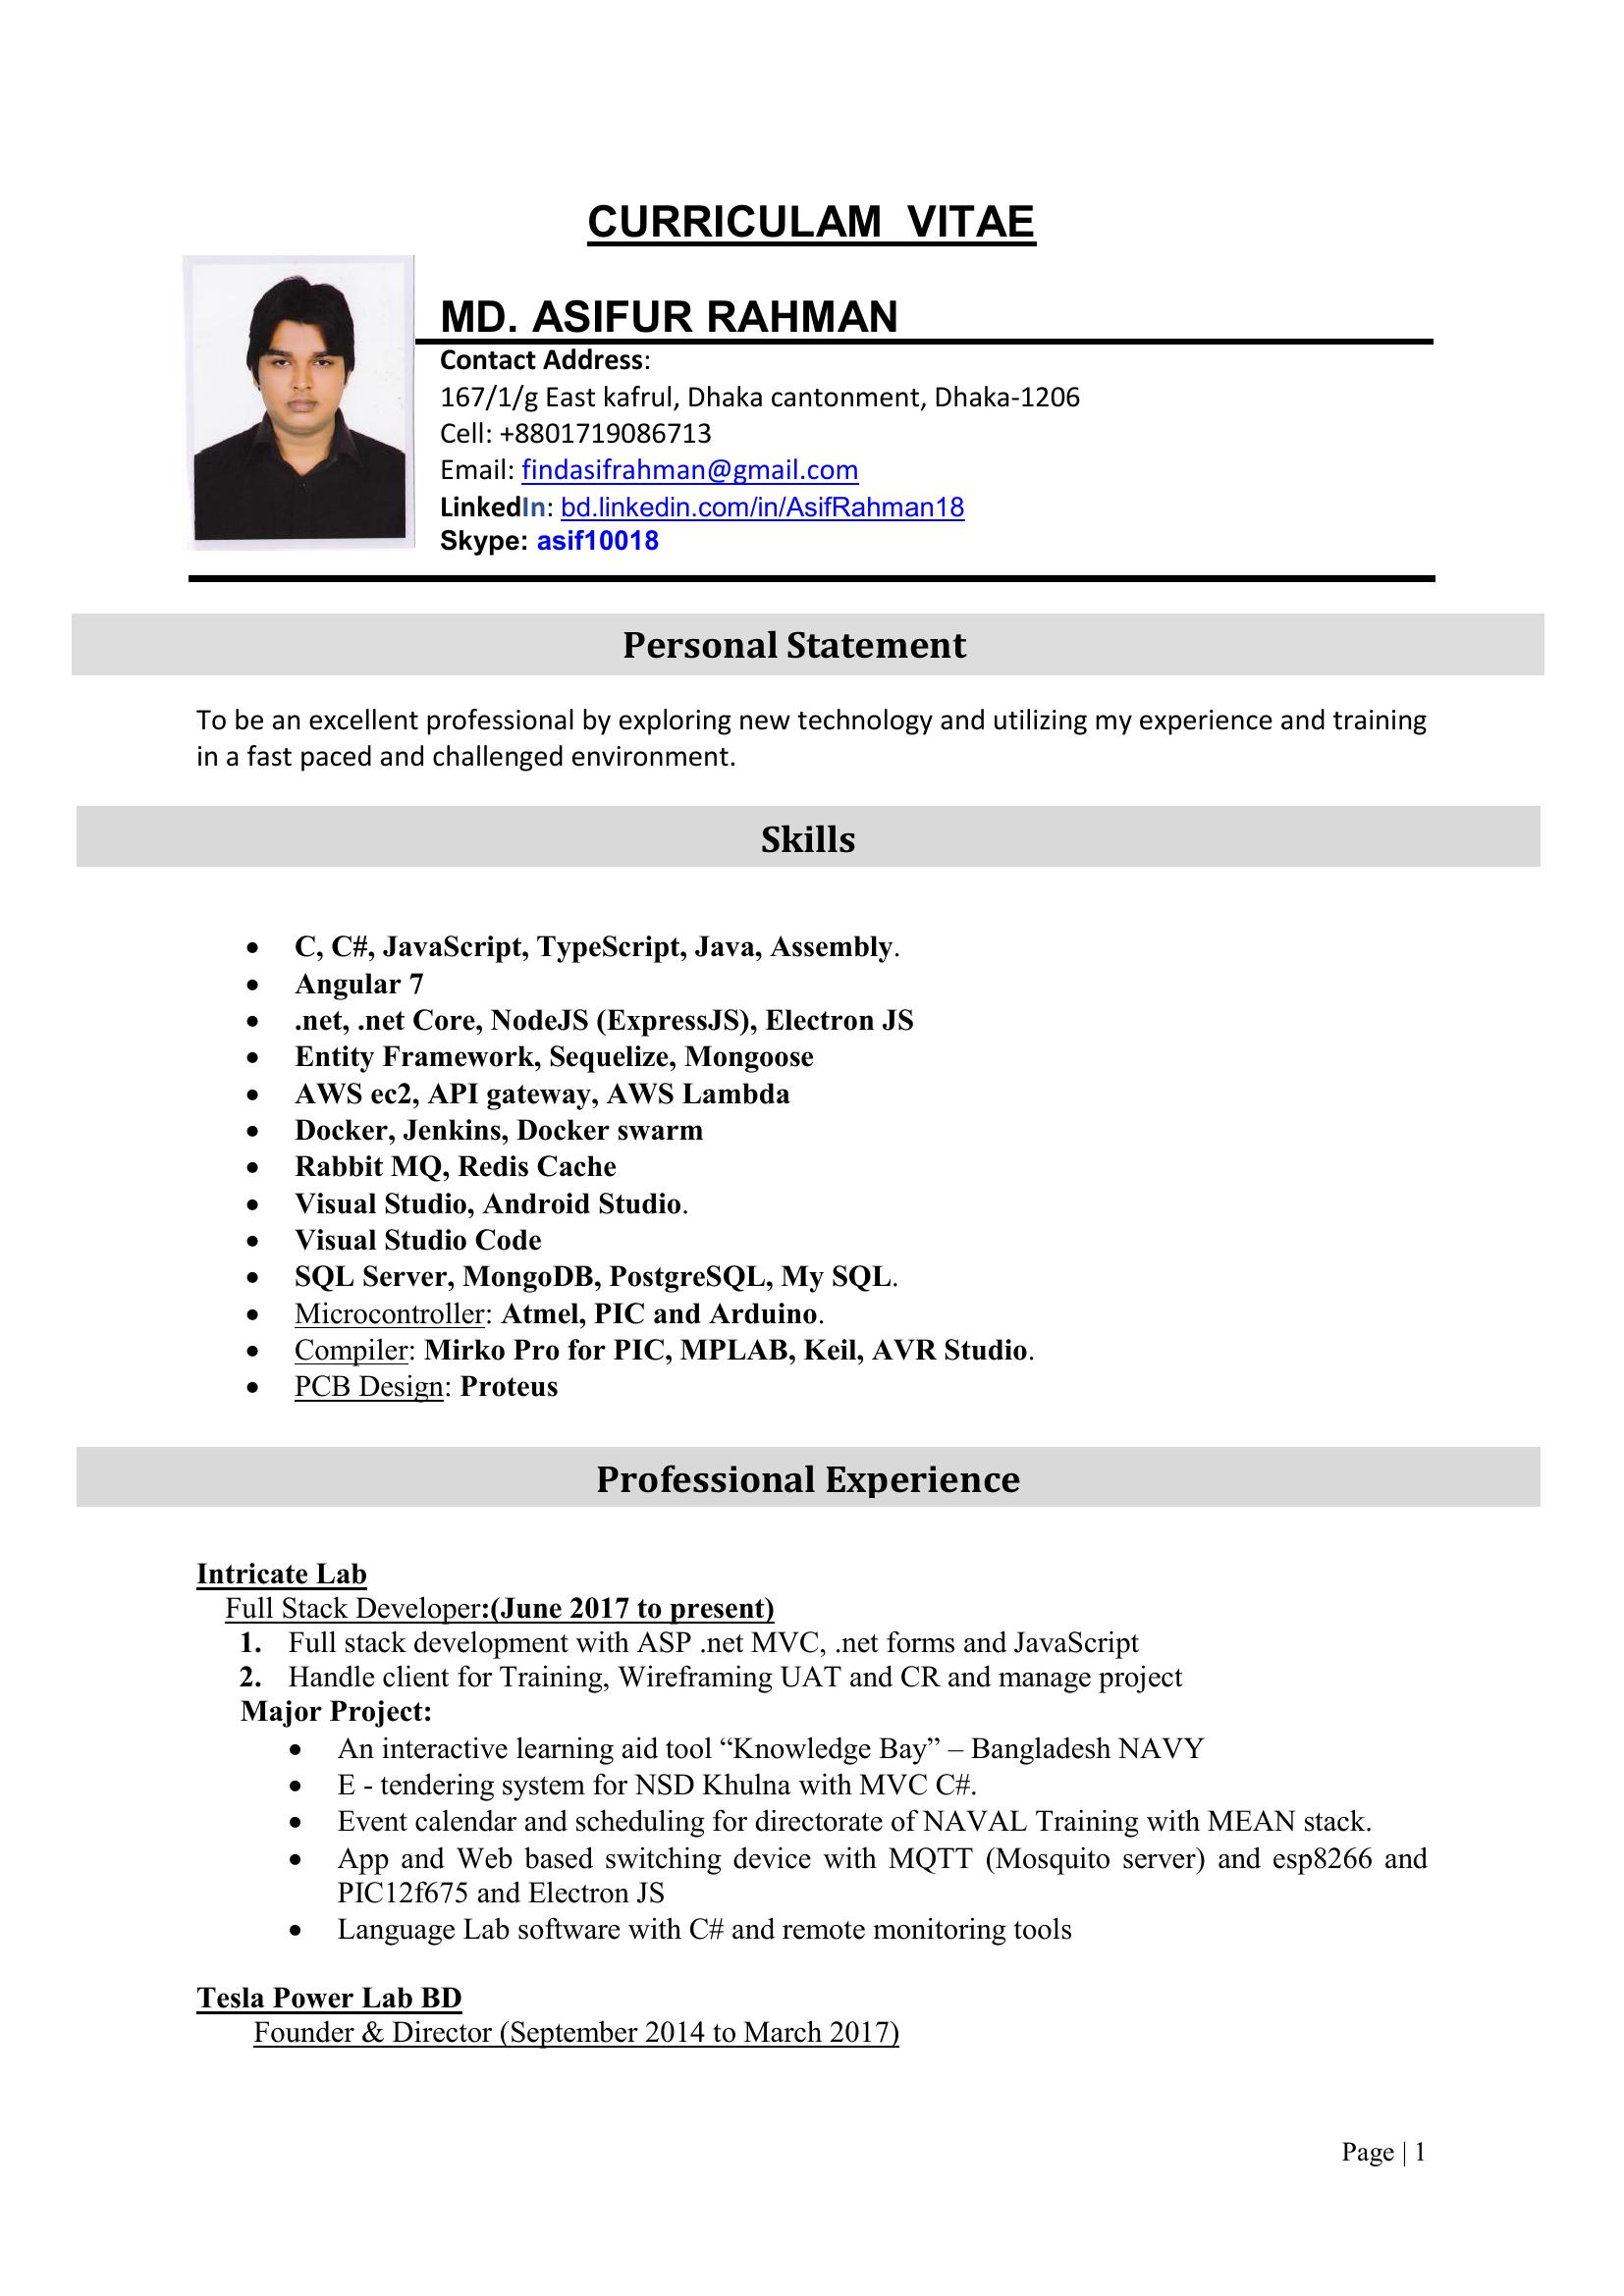 CURRICULAM VITAE
MD. ASIFUR RAHMAN
Contact Address:
167/1/g East kafrul, Dhaka cantonment, Dhaka-1206
Cell: +8801719086713
Email: findasifrahman@gmail.com
LinkedIn: bd.linkedin.com/in/AsifRahman18
Skype: asif10018
Personal Statement
To be an excellent professional by exploring new technology and utilizing my experience and training
in a fast paced and challenged environment.
Skills
• C, C#, JavaScript, TypeScript, Java, Assembly.
• Angular 7
• .net, .net Core, NodeJS (ExpressJS), Electron JS
• Entity Framework, Sequelize, Mongoose
• AWS ec2, API gateway, AWS Lambda
• Docker, Jenkins, Docker swarm
• Rabbit MQ, Redis Cache
• Visual Studio, Android Studio.
• Visual Studio Code
• SQL Server, MongoDB, PostgreSQL, My SQL.
• Microcontroller: Atmel, PIC and Arduino.
• Compiler: Mirko Pro for PIC, MPLAB, Keil, AVR Studio.
• PCB Design: Proteus
Professional Experience
Intricate Lab
Full Stack Developer:(June 2017 to present)
1. Full stack development with ASP .net MVC, .net forms and JavaScript
2. Handle client for Training, Wireframing UAT and CR and manage project
Major Project:
• An interactive learning aid tool “Knowledge Bay” – Bangladesh NAVY
• E - tendering system for NSD Khulna with MVC C#.
• Event calendar and scheduling for directorate of NAVAL Training with MEAN stack.
• App and Web based switching device with MQTT (Mosquito server) and esp8266 and
PIC12f675 and Electron JS
• Language Lab software with C# and remote monitoring tools
Tesla Power Lab BD
Founder & Director (September 2014 to March 2017)
Page | 1